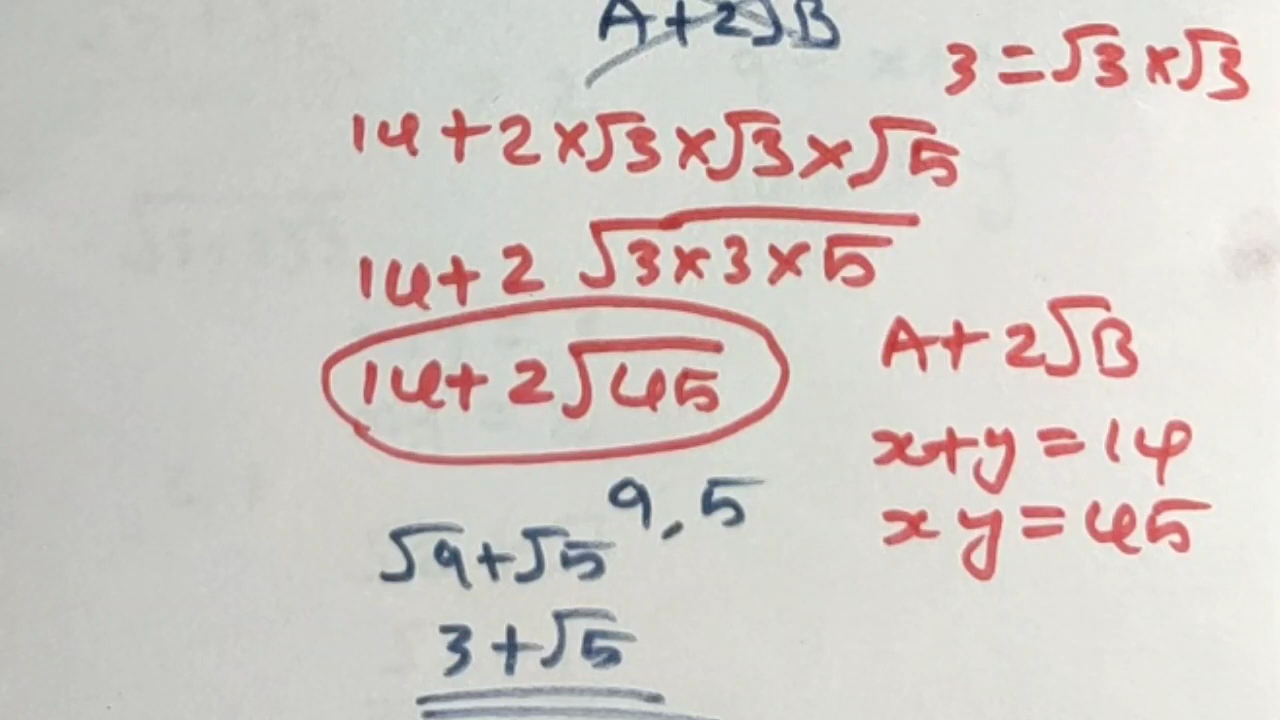 A+2√B
3=√3×√3
14+2×√3×√3×√5
14+2√3×3×5
14+2√45
A+2√B
x+y=14
xy=45
9,5
√9+√5
3+√5